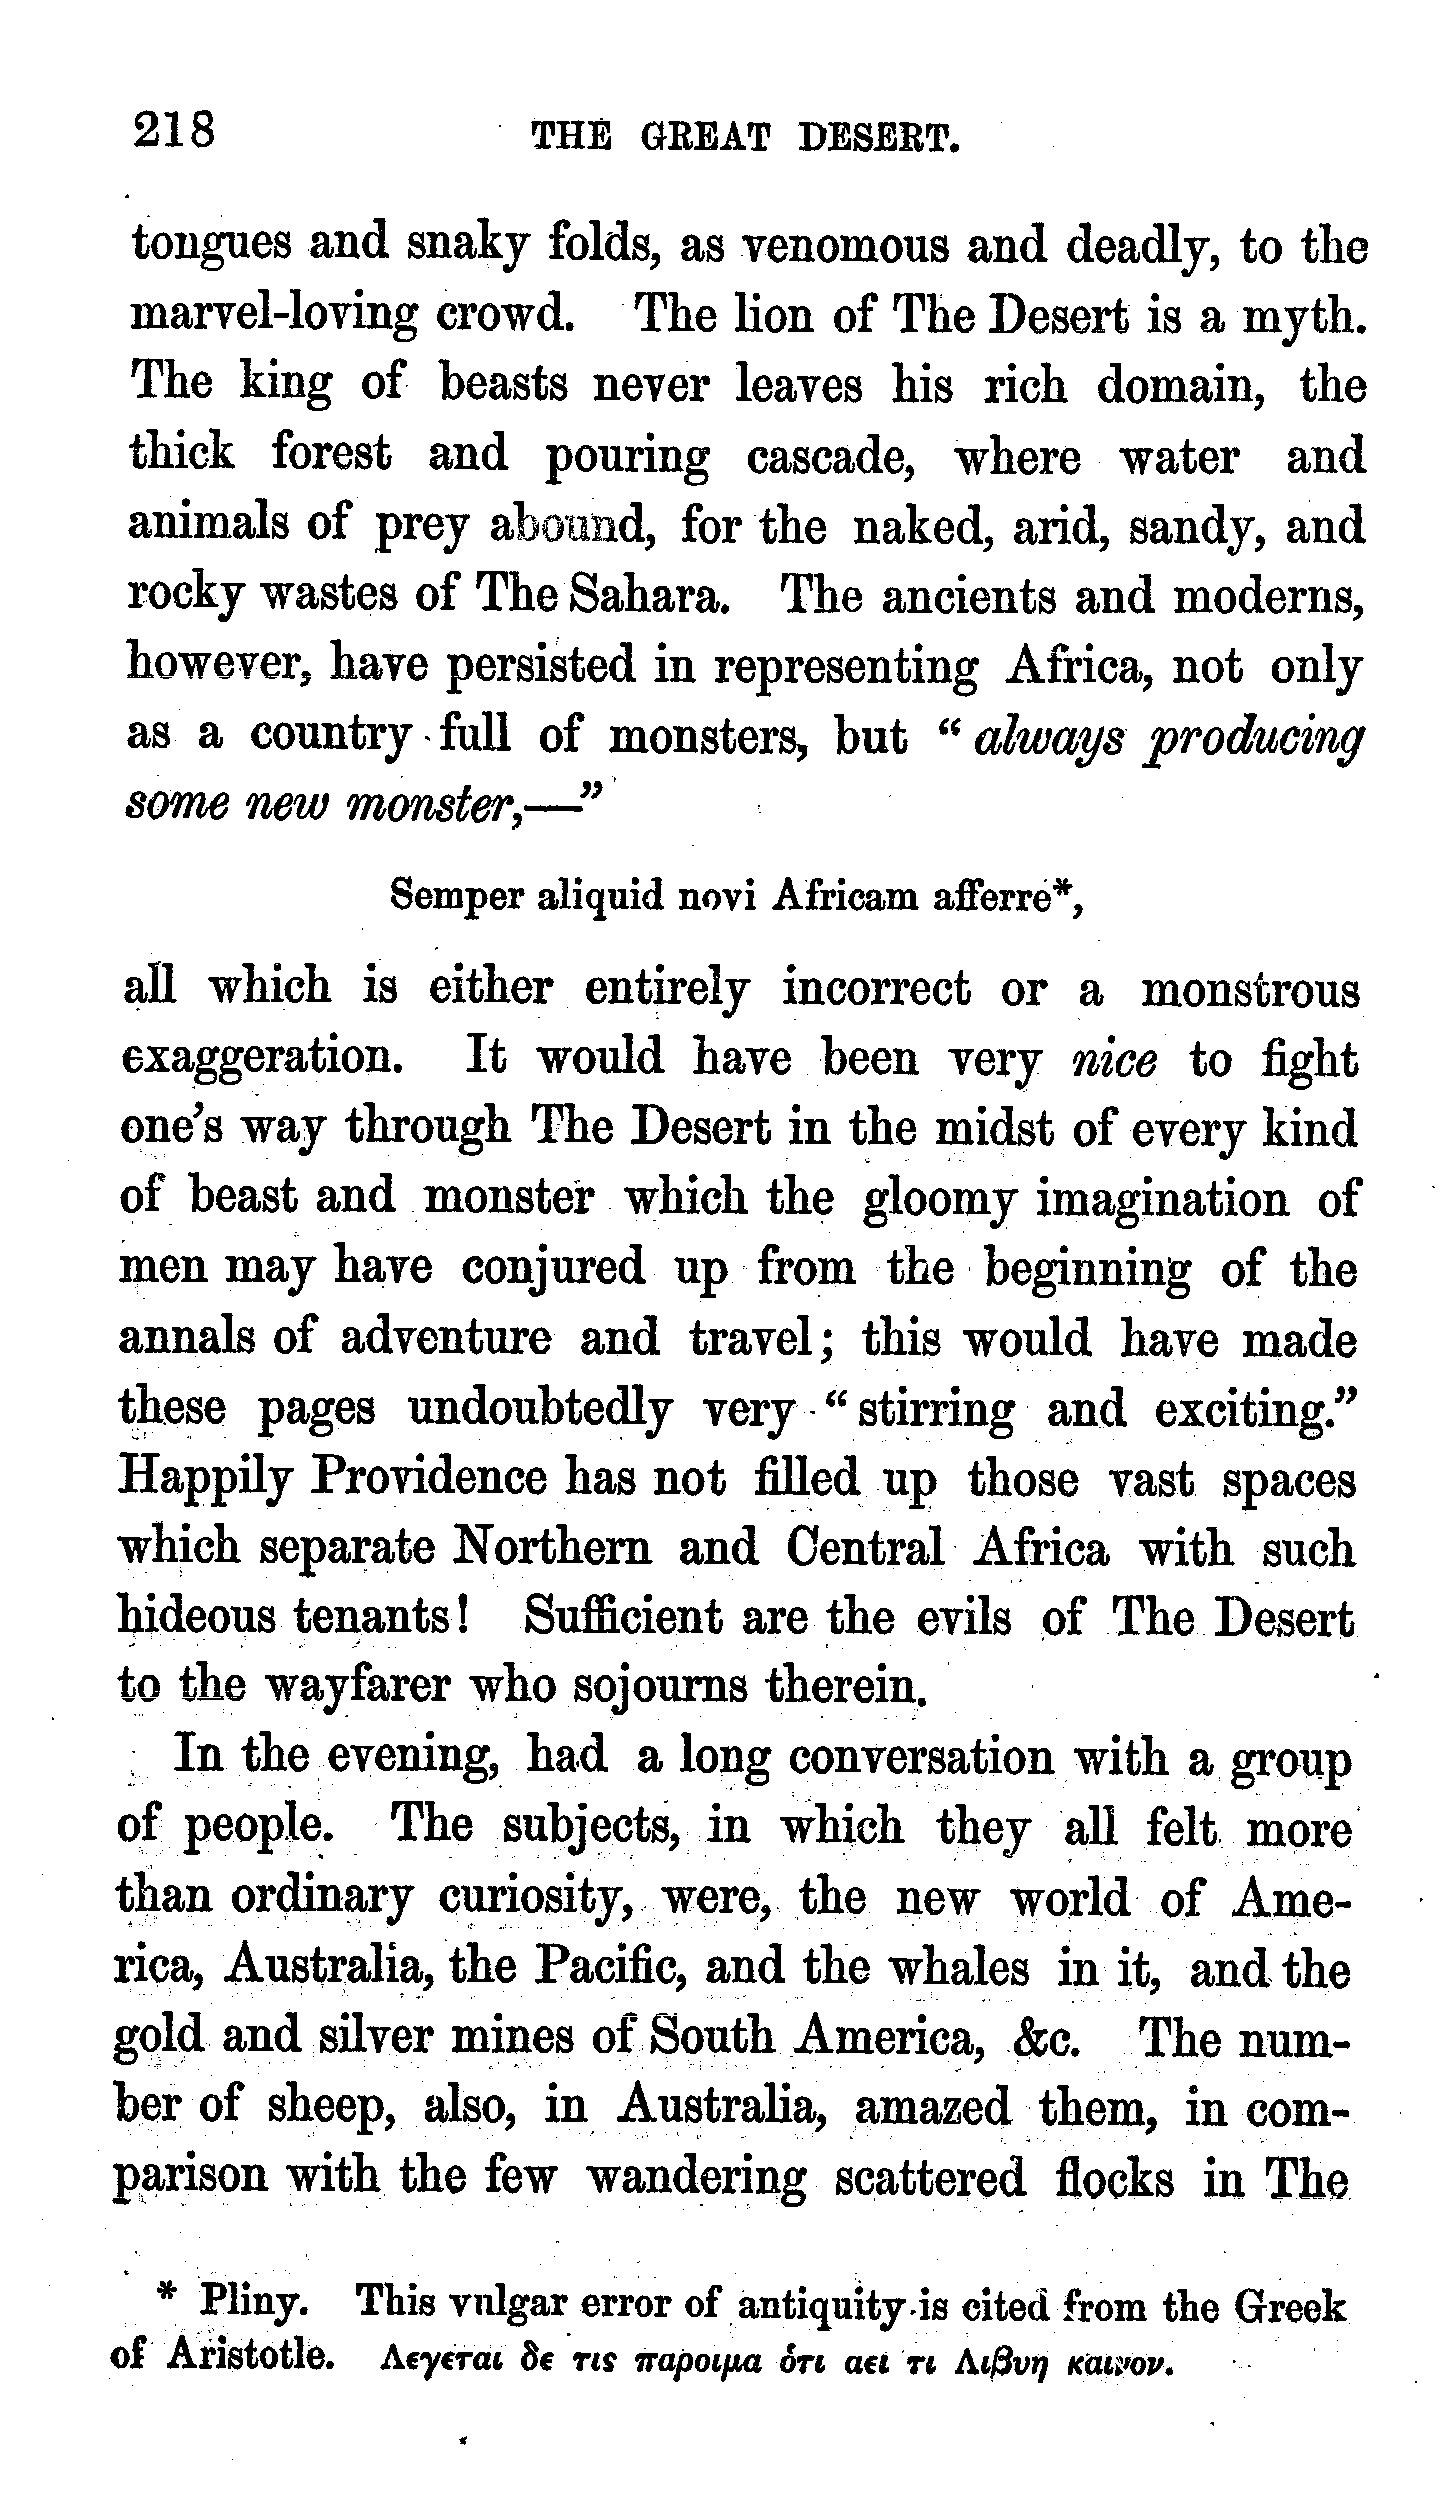 218 THE GREAT DESERT.
tongues and snaky folds, as venomous and deadly, to the
marvel-loving crowd. The lion of The Desert is a myth.
The king of beasts never leaves his rich domain, the
thick forest and pouring cascade, where water and
animals of prey abound, for the naked, arid, sandy, and
rocky wastes of The Sahara. The ancients and moderns,
however, have persisted in representing Africa, not only
as a country full of monsters, but “always producing
some new monster,—”
Semper aliquid novi Africam afferre*,
all which is either entirely incorrect or a monstrous
exaggeration. It would have been very nice to fight
one’s way through The Desert in the midst of every kind
of beast and monster which the gloomy imagination of
men may have conjured up from the beginning of the
annals of adventure and travel; this would have made
these pages undoubtedly very “stirring and exciting.”
Happily Providence has not filled up those vast spaces
which separate Northern and Central Africa with such
hideous tenants! Sufficient are the evils of The Desert
to the wayfarer who sojourns therein.
In the evening, had a long conversation with a group
of people. The subjects, in which they all felt more
than ordinary curiosity, were, the new world of Ame-
rica, Australia, the Pacific, and the whales in it, and the
gold and silver mines of South America, &c. The num-
ber of sheep, also, in Australia, amazed them, in com-
parison with the few wandering scattered flocks in The
* Pliny. This vulgar error of antiquity is cited from the Greek
of Aristotle. Λεγεται δε τις παροιμα ὁτι αει τι Λιβυη καινον.